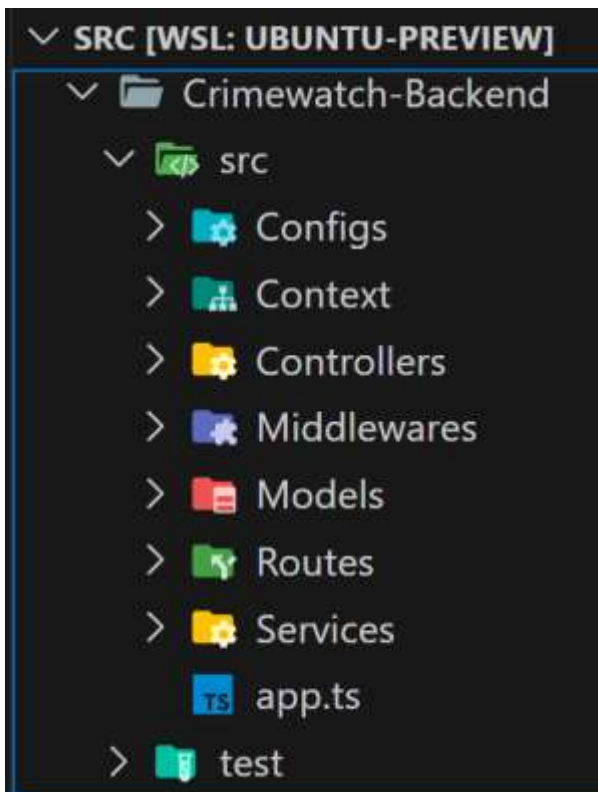 SRC [WSL: UBUNTU-PREVIEW]
Crimewatch-Backend
src
Configs
Context
Controllers
Middlewares
Models
Routes
Services
TS app.ts
test